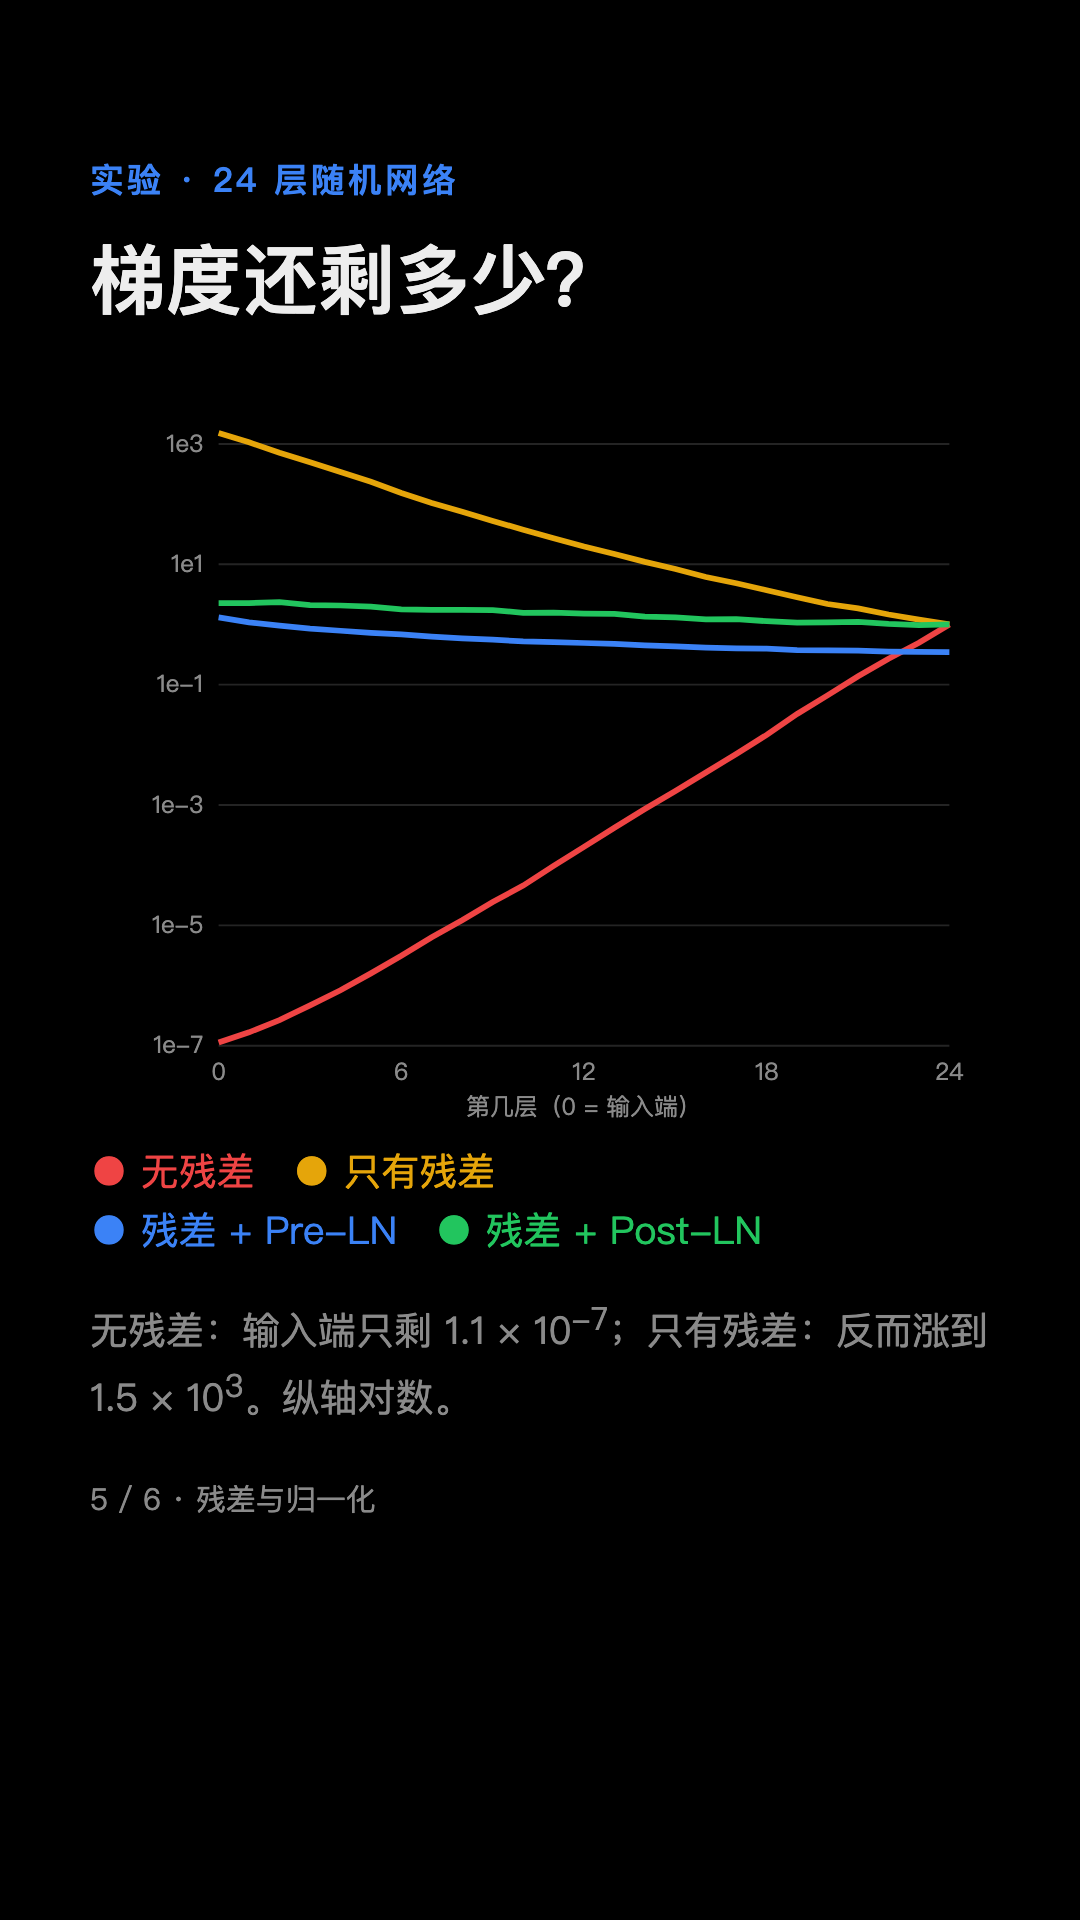 实验 · 24 层随机网络
梯度还剩多少？
1e3
1e1
1e−1
1e−3
1e−5
1e−7
0 6 12 18 24
第几层（0 = 输入端）
无残差 只有残差
残差 + Pre−LN 残差 + Post−LN
无残差：输入端只剩 1.1 × 10⁻⁷；只有残差：反而涨到
1.5 × 10³。纵轴对数。
5 / 6 · 残差与归一化